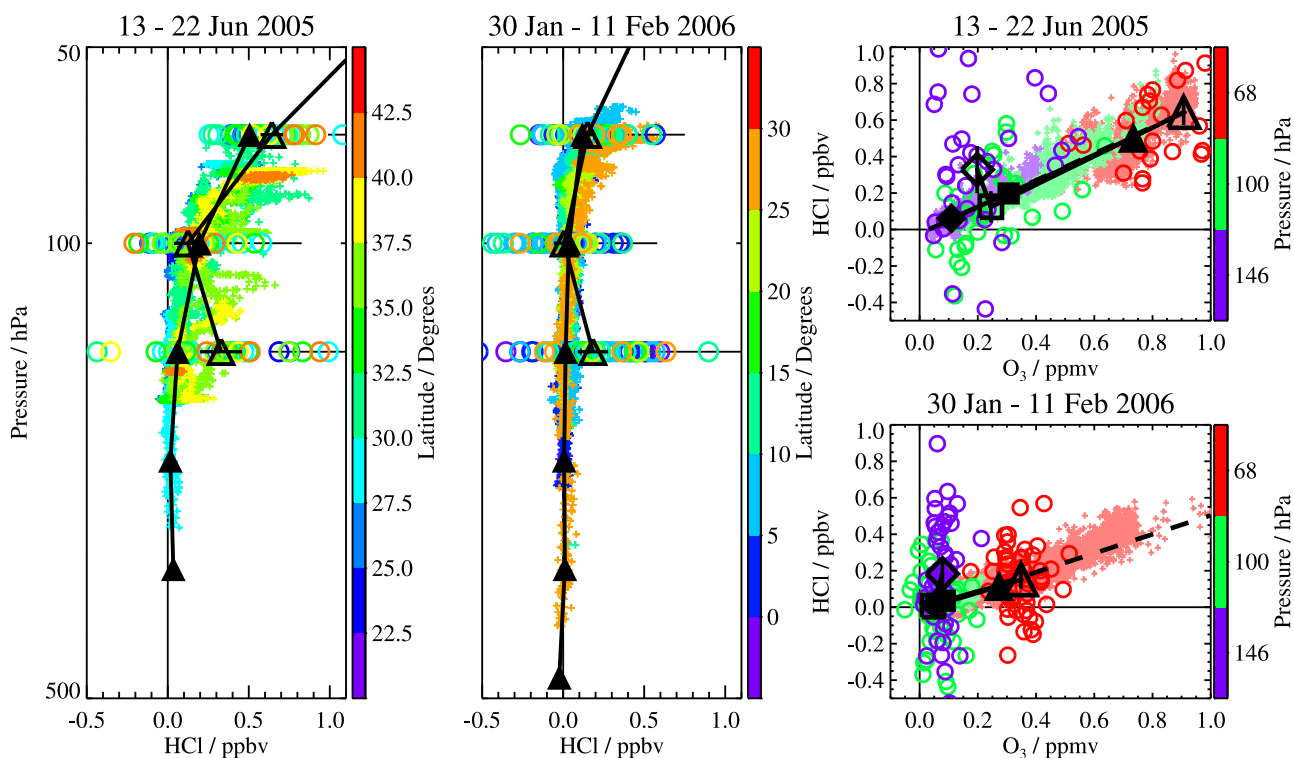 13 - 22 Jun 2005
50
100
500
Pressure / hPa
-0.5 0.0 0.5 1.0
HCl / ppbv
42.5
40.0
37.5
35.0
32.5
30.0
27.5
25.0
22.5
Latitude / Degrees
30 Jan - 11 Feb 2006
-0.5 0.0 0.5 1.0
HCl / ppbv
30
25
20
15
10
5
0
Latitude / Degrees
13 - 22 Jun 2005
1.0
0.8
0.6
0.4
0.2
0.0
-0.2
-0.4
HCl / ppbv
0.0 0.2 0.4 0.6 0.8 1.0
O3 / ppmv
68
100
146
Pressure / hPa
30 Jan - 11 Feb 2006
1.0
0.8
0.6
0.4
0.2
0.0
-0.2
-0.4
HCl / ppbv
0.0 0.2 0.4 0.6 0.8 1.0
O3 / ppmv
68
100
146
Pressure / hPa